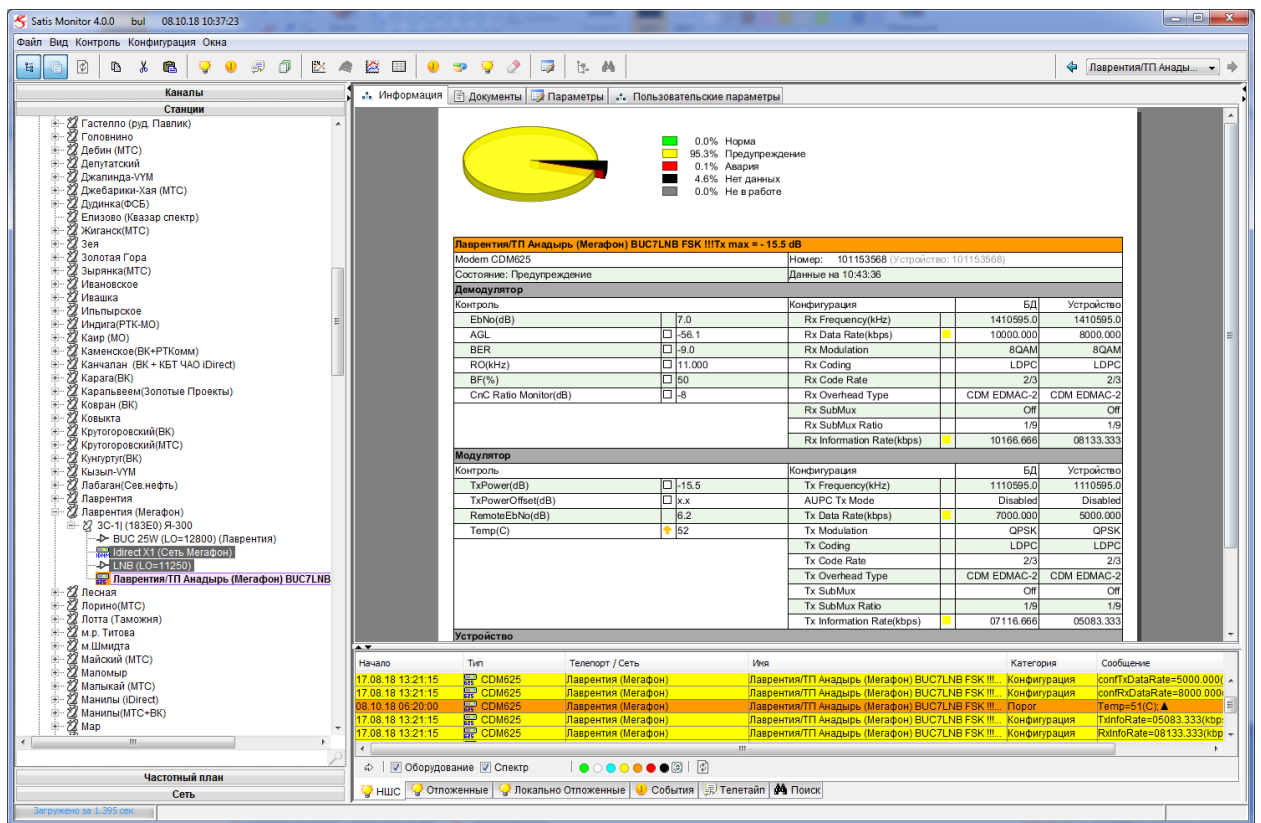 Satis Monitor 4.0.0 bul 08.10.18 10:37:23
Файл Вид Контроль Конфигурация Окна
Лаврентия/ТП Анады...
Каналы
Станции
Гастелло (руд. Павлик)
Головнино
Дебин (МТС)
Депутатский
Джапинда-VYM
Джебарики-Хая (МТС)
Дудинка(ФСБ)
Елизово (Квазар спектр)
Жиганск(МТС)
Зея
Золотая Гора
Зырянка(МТС)
Ивановское
Ивашка
Ильпырское
Индига(РТК-МО)
Каир (МО)
Каменское(ВК+РТКомм)
Канчалан (ВК + КБТ ЧАО iDirect)
Карага(ВК)
Каральвеем(Золотые Проекты)
Ковран (ВК)
Ковыкта
Крутогоровский(ВК)
Крутогоровский(МТС)
Кунгуртуг(ВК)
Кызыл-VYM
Лабаган(Сев.нефть)
Лаврентия
Лаврентия (Мегафон)
ЗС-1| (183E0) Я-300
BUC 25W (LO=12800) (Лаврентия)
Idirect X1 (Сеть Мегафон)
LNB (LO=11250)
Лаврентия/ТП Анадырь (Мегафон) BUC7LNB
Лесная
Лорино(МТС)
Лотта (Таможня)
м.р. Титова
м.Шмидта
Майский (МТС)
Маломыр
Малыкай (МТС)
Манилы (iDirect)
Манилы(МТС+ВК)
Мар
Частотный план
Сеть
Загружено за 1.395 сек
Информация Документы Параметры Пользовательские параметры
0.0% Норма
95.3% Предупреждение
0.1% Авария
4.6% Нет данных
0.0% Не в работе
Лаврентия/ТП Анадырь (Мегафон) BUC7LNB FSK !!!Tx max = - 15.5 dB
Modem CDM625 Номер: 101153568 (Устройство: 101153568)
Состояние: Предупреждение Данные на 10:43:36
Демодулятор
Контроль Конфигурация БД Устройство
EbNo(dB) 7.0 Rx Frequency(kHz) 1410595.0 1410595.0
AGL -56.1 Rx Data Rate(kbps) 10000.000 8000.000
BER -9.0 Rx Modulation 8QAM 8QAM
RO(kHz) 11.000 Rx Coding LDPC LDPC
BF(%) 50 Rx Code Rate 2/3 2/3
CnC Ratio Monitor(dB) -8 Rx Overhead Type CDM EDMAC-2 CDM EDMAC-2
Rx SubMux Off Off
Rx SubMux Ratio 1/9 1/9
Rx Information Rate(kbps) 10166.666 08133.333
Модулятор
Контроль Конфигурация БД Устройство
TxPower(dB) -15.5 Tx Frequency(kHz) 1110595.0 1110595.0
TxPowerOffset(dB) x.x AUPC Tx Mode Disabled Disabled
RemoteEbNo(dB) 6.2 Tx Data Rate(kbps) 7000.000 5000.000
Temp(C) 52 Tx Modulation QPSK QPSK
Tx Coding LDPC LDPC
Tx Code Rate 2/3 2/3
Tx Overhead Type CDM EDMAC-2 CDM EDMAC-2
Tx SubMux Off Off
Tx SubMux Ratio 1/9 1/9
Tx Information Rate(kbps) 07116.666 05083.333
Устройство
Начало Тип Телепорт / Сеть Имя Категория Сообщение
17.08.18 13:21:15 CDM625 Лаврентия (Мегафон) Лаврентия/ТП Анадырь (Мегафон) BUC7LNB FSK !!!... Конфигурация confTxDataRate=5000.000(
17.08.18 13:21:15 CDM625 Лаврентия (Мегафон) Лаврентия/ТП Анадырь (Мегафон) BUC7LNB FSK !!!... Конфигурация confRxDataRate=8000.000(
08.10.18 06:20:00 CDM625 Лаврентия (Мегафон) Лаврентия/ТП Анадырь (Мегафон) BUC7LNB FSK !!!... Порог Temp=51(C);▲
17.08.18 13:21:15 CDM625 Лаврентия (Мегафон) Лаврентия/ТП Анадырь (Мегафон) BUC7LNB FSK !!!... Конфигурация TxInfoRate=05083.333(kbp
17.08.18 13:21:15 CDM625 Лаврентия (Мегафон) Лаврентия/ТП Анадырь (Мегафон) BUC7LNB FSK !!!... Конфигурация RxInfoRate=08133.333(kbp
Оборудование Спектр
НШС Отложенные Локально Отложенные События Телетайп Поиск